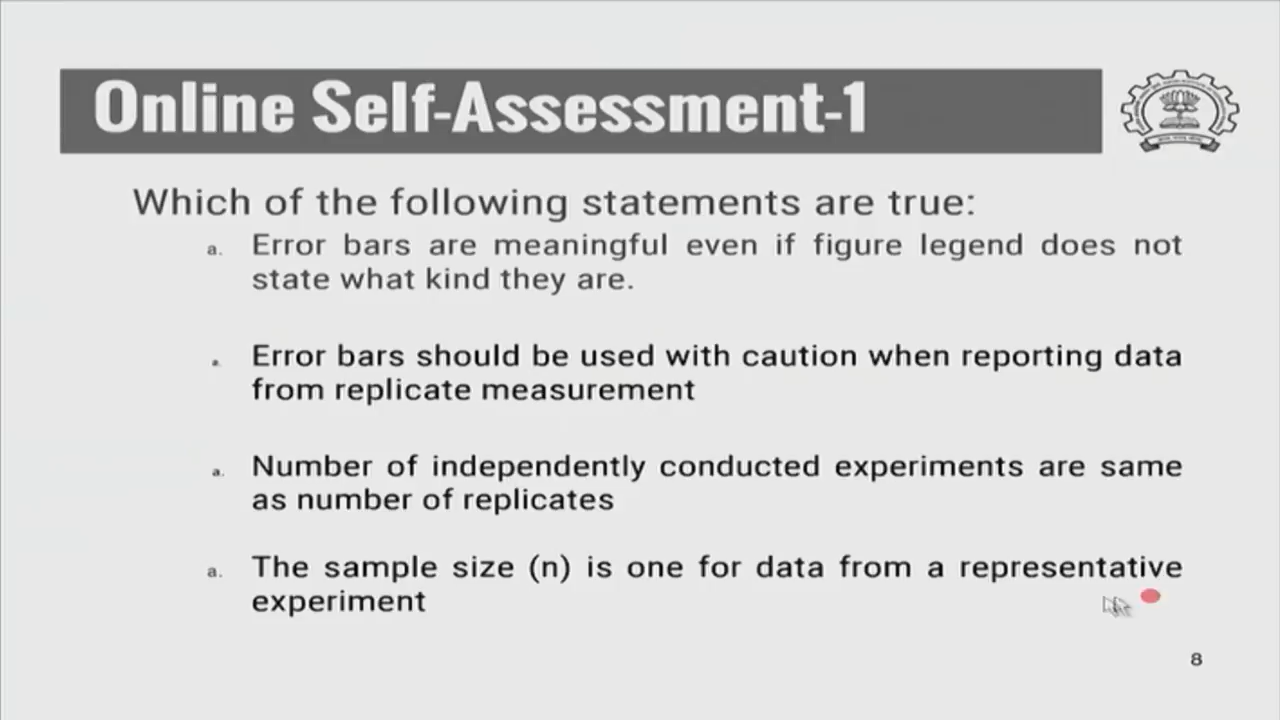 Online Self-Assessment-1
Which of the following statements are true:
a. Error bars are meaningful even if figure legend does not
state what kind they are.
a. Error bars should be used with caution when reporting data
from replicate measurement
a. Number of independently conducted experiments are same
as number of replicates
a. The sample size (n) is one for data from a representative
experiment
8